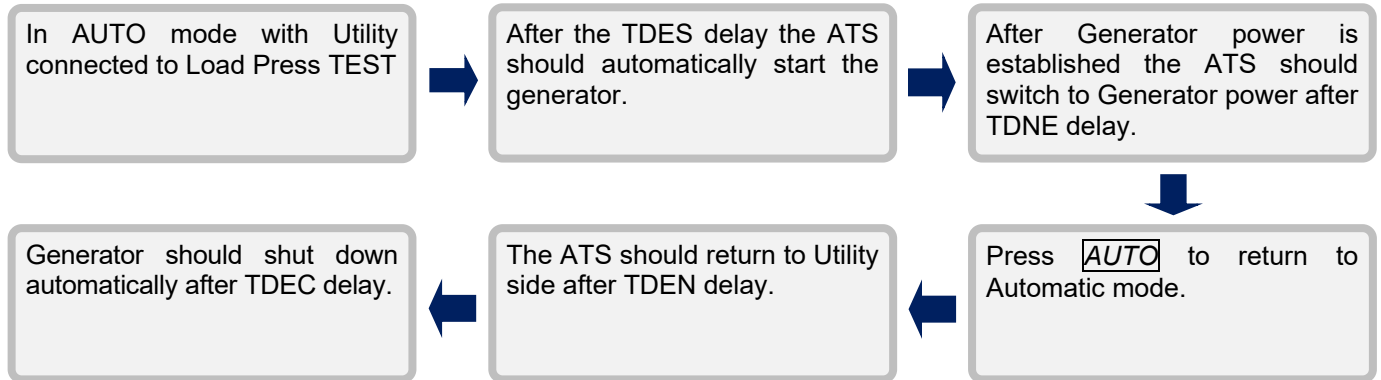 In AUTO mode with Utility
connected to Load Press TEST
After the TDES delay the ATS
should automatically start the
generator.
After Generator power is
established the ATS should
switch to Generator power after
TDNE delay.
Press AUTO to return to
Automatic mode.
The ATS should return to Utility
side after TDEN delay.
Generator should shut down
automatically after TDEC delay.